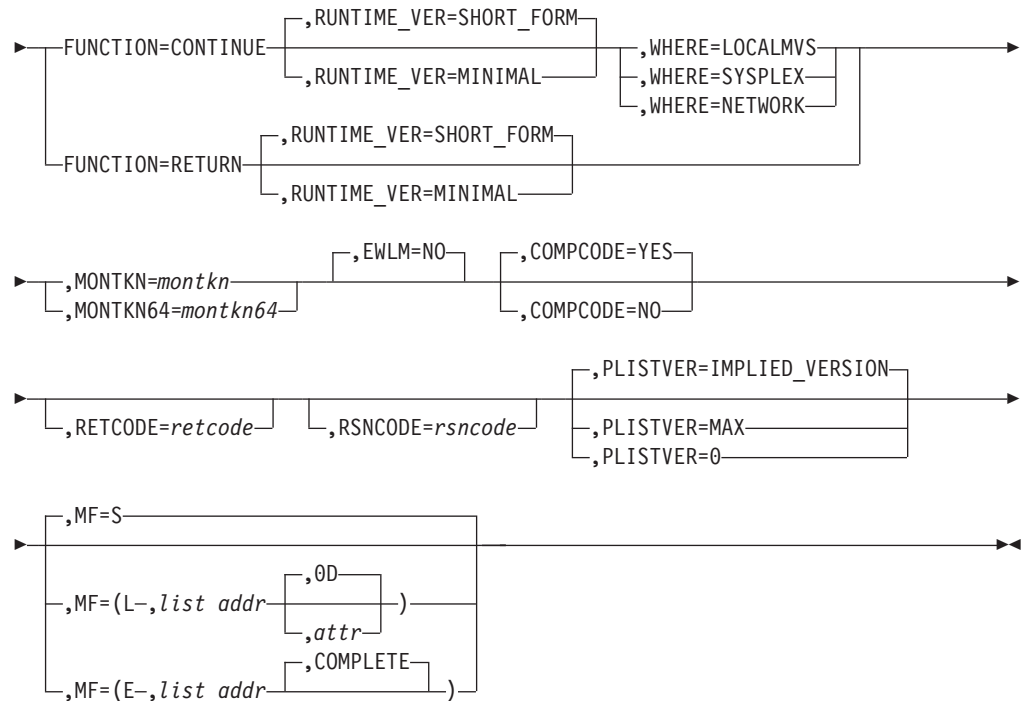 ,RUNTIME_VER=SHORT_FORM
FUNCTION=CONTINUE ,WHERE=LOCALMVS
,RUNTIME_VER=MINIMAL ,WHERE=SYSPLEX
,WHERE=NETWORK
,RUNTIME_VER=SHORT_FORM
FUNCTION=RETURN
,RUNTIME_VER=MINIMAL
,EWLM=NO ,COMPCODE=YES
,MONTKN=montkn
,MONTKN64=montkn64 ,COMPCODE=NO
,PLISTVER=IMPLIED_VERSION
,RETCODE=retcode ,RSNCODE=rsncode ,PLISTVER=MAX
,PLISTVER=0
,MF=S
,0D
,MF=(L ,list addr )
,attr
,COMPLETE
,MF=(E ,list addr )